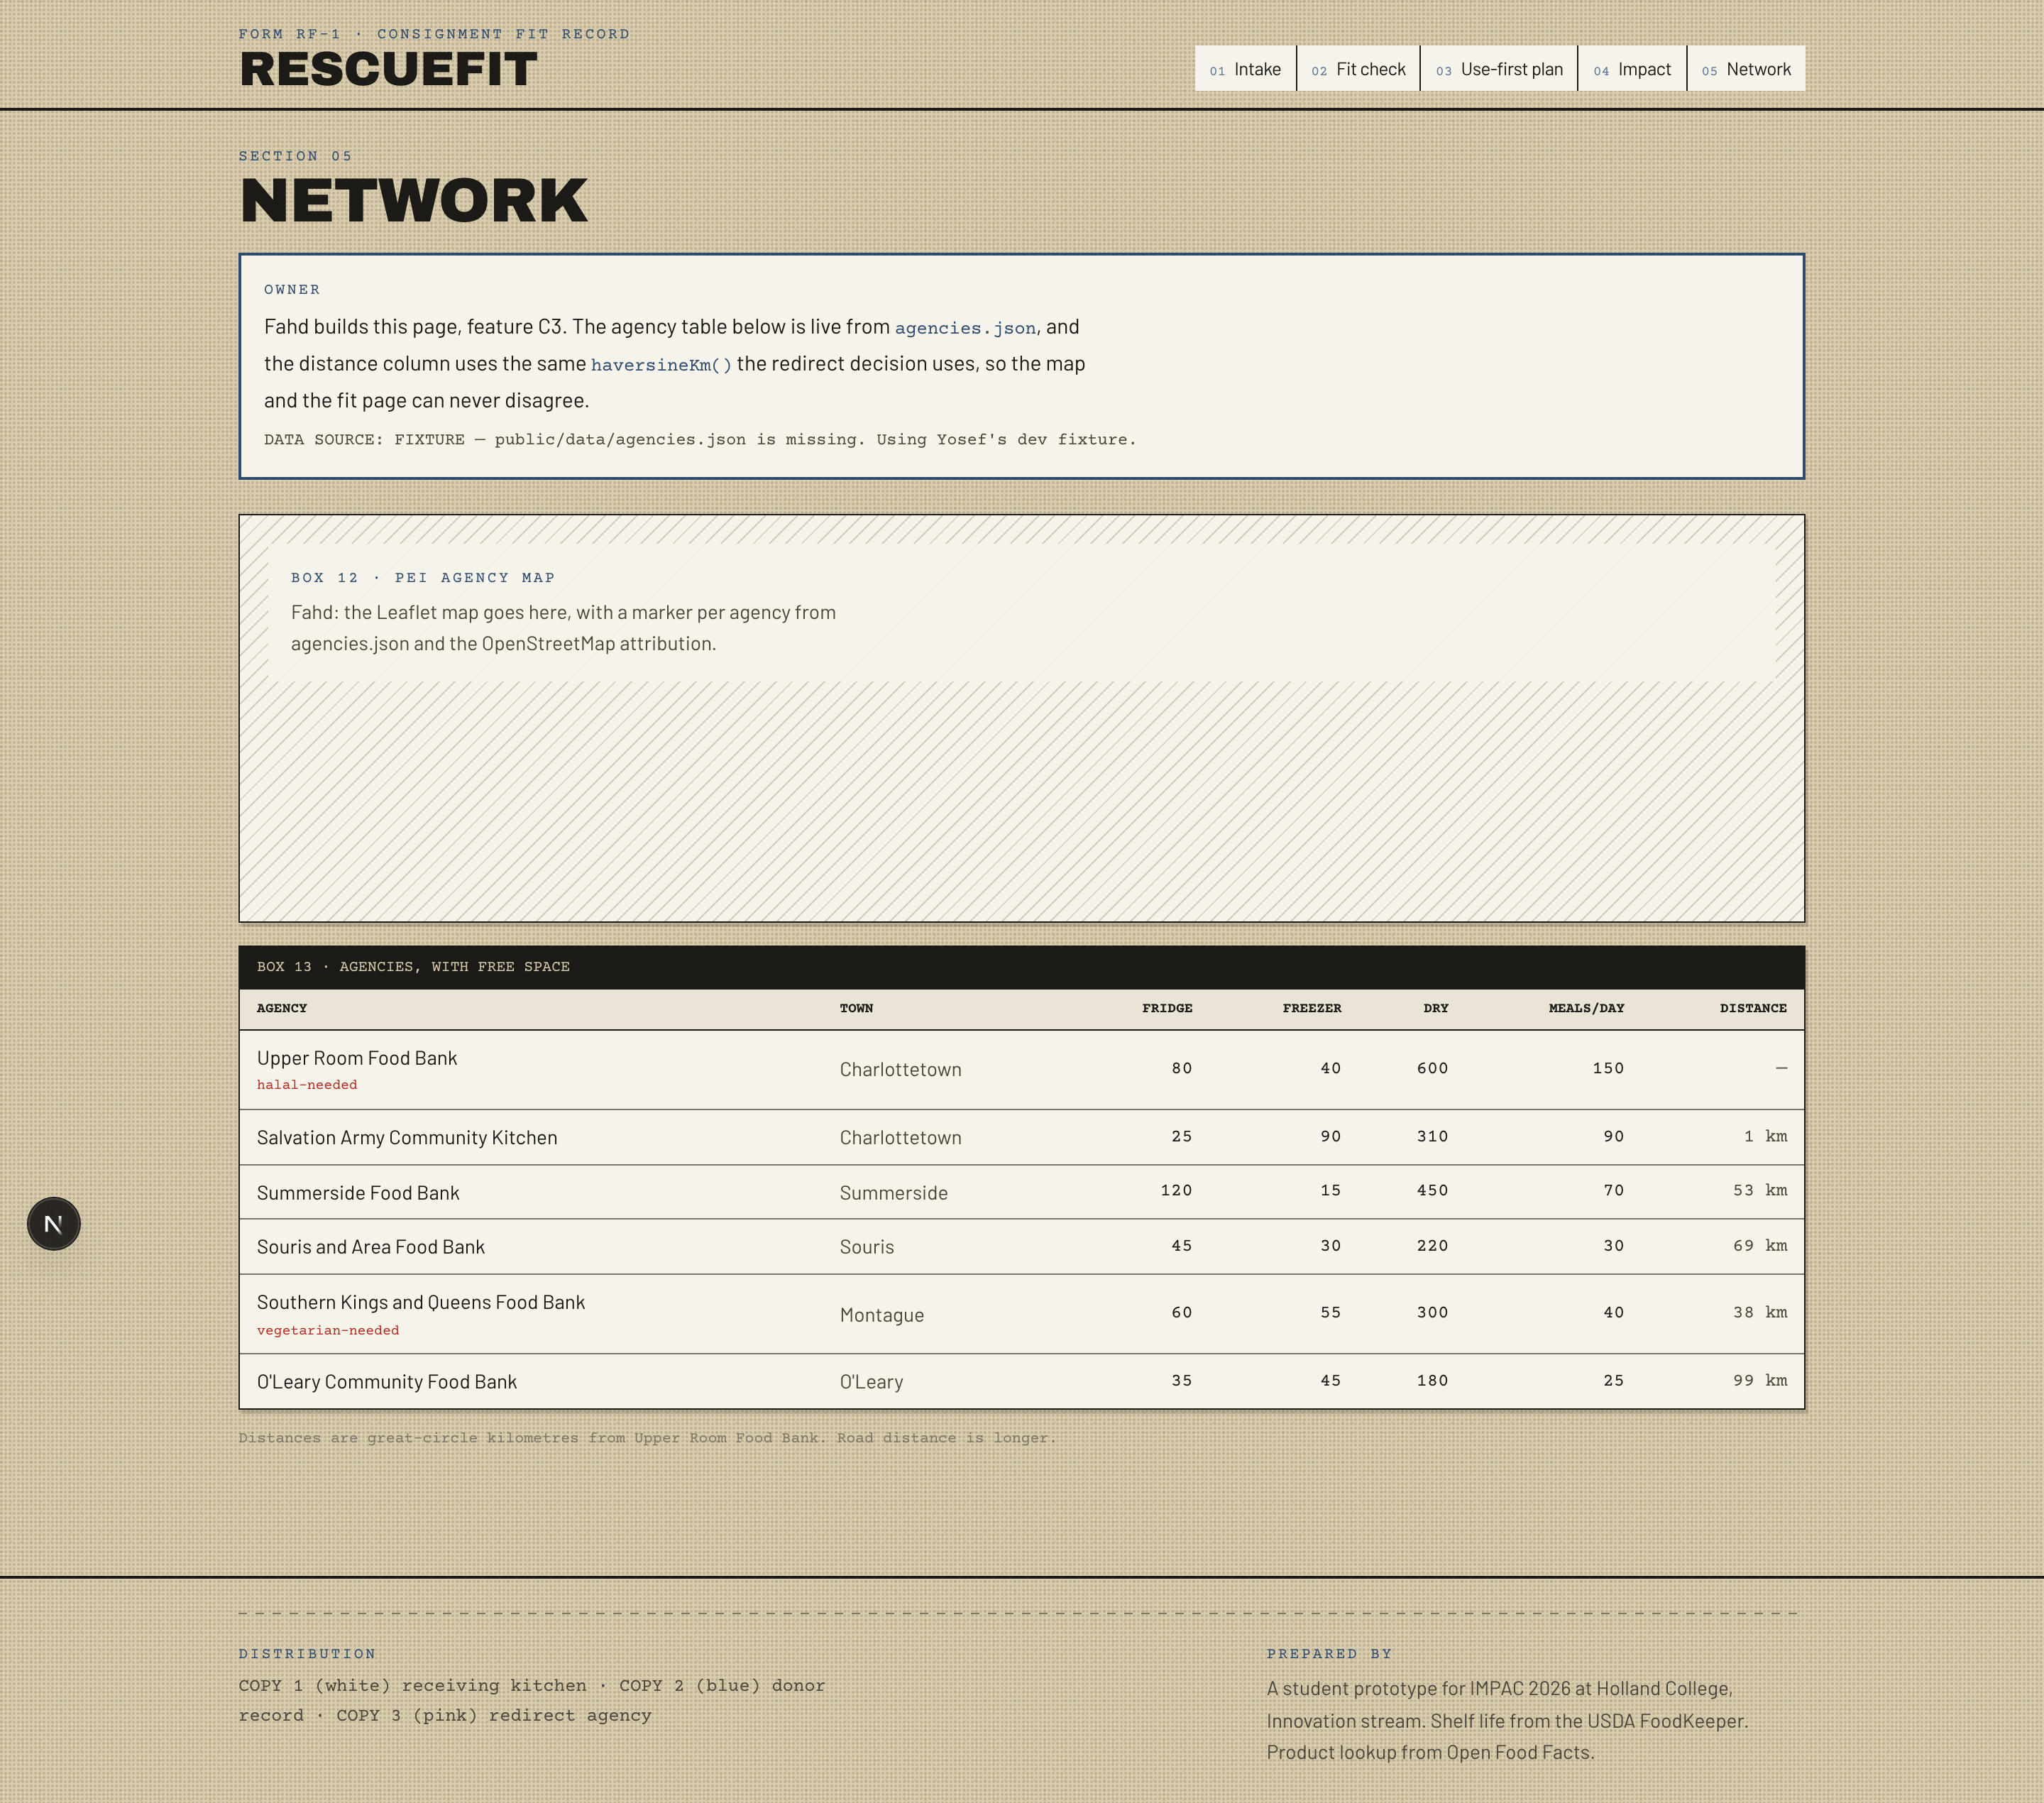 FORM RF-1 · CONSIGNMENT FIT RECORD
RESCUEFIT
01 Intake
02 Fit check
03 Use-first plan
04 Impact
05 Network
SECTION 05
NETWORK
OWNER
Fahd builds this page, feature C3. The agency table below is live from agencies.json, and
the distance column uses the same haversineKm() the redirect decision uses, so the map
and the fit page can never disagree.
DATA SOURCE: FIXTURE — public/data/agencies.json is missing. Using Yosef's dev fixture.
BOX 12 · PEI AGENCY MAP
Fahd: the Leaflet map goes here, with a marker per agency from
agencies.json and the OpenStreetMap attribution.
BOX 13 · AGENCIES, WITH FREE SPACE
AGENCY TOWN FRIDGE FREEZER DRY MEALS/DAY DISTANCE
Upper Room Food Bank Charlottetown 80 40 600 150 —
halal-needed
Salvation Army Community Kitchen Charlottetown 25 90 310 90 1 km
Summerside Food Bank Summerside 120 15 450 70 53 km
Souris and Area Food Bank Souris 45 30 220 30 69 km
Southern Kings and Queens Food Bank Montague 60 55 300 40 38 km
vegetarian-needed
O'Leary Community Food Bank O'Leary 35 45 180 25 99 km
Distances are great-circle kilometres from Upper Room Food Bank. Road distance is longer.
N
DISTRIBUTION
COPY 1 (white) receiving kitchen · COPY 2 (blue) donor
record · COPY 3 (pink) redirect agency
PREPARED BY
A student prototype for IMPAC 2026 at Holland College,
Innovation stream. Shelf life from the USDA FoodKeeper.
Product lookup from Open Food Facts.